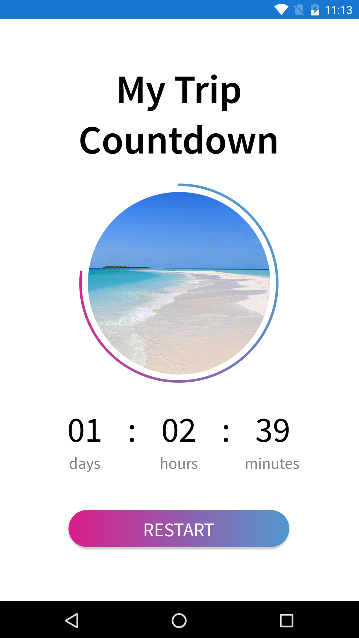 11:13
My Trip
Countdown
01 : 02 : 39
days hours minutes
RESTART